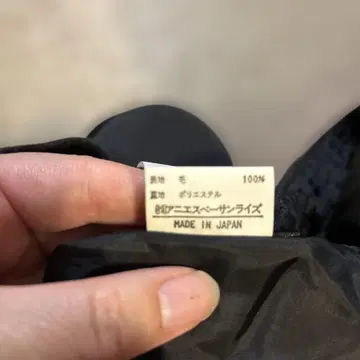 表地 毛 100%
裏地 ポリエステル
㈱アニエスベーサンライズ
MADE IN JAPAN